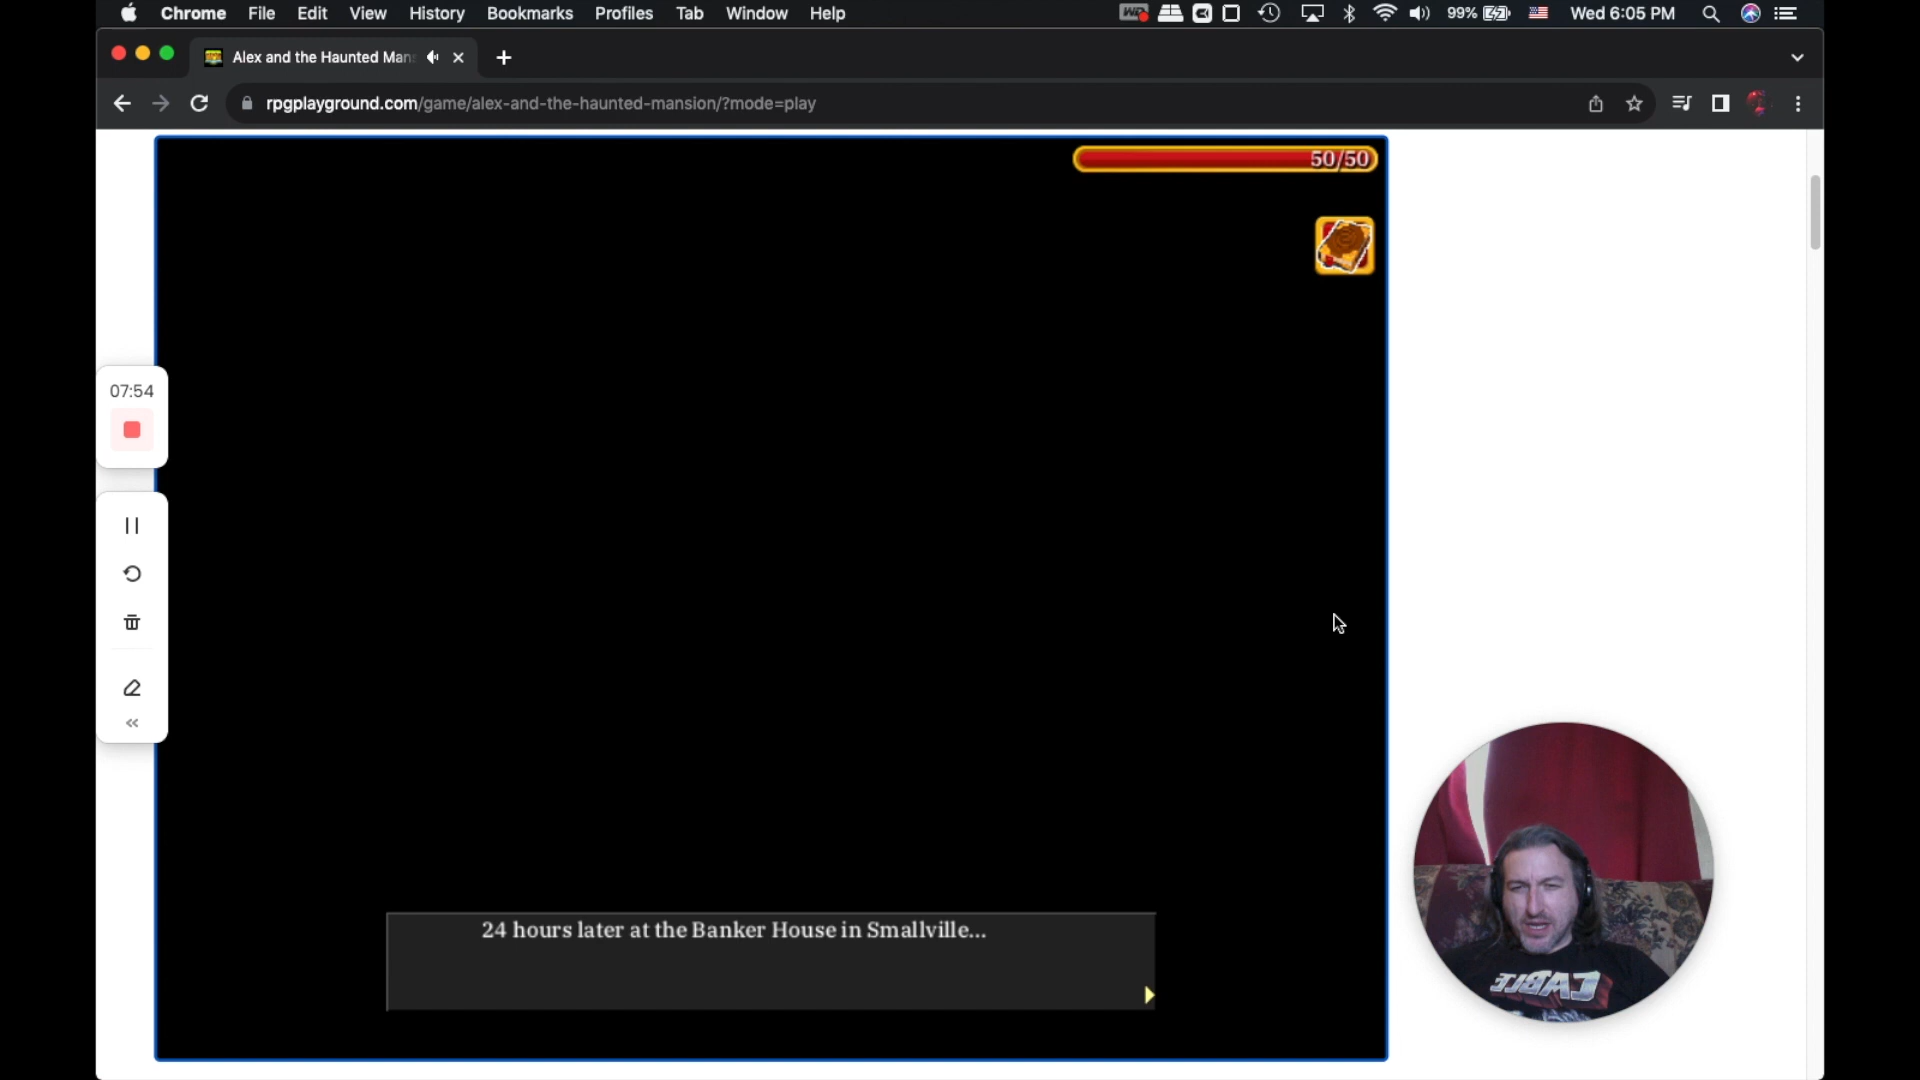 Chrome File Edit View History Bookmarks Profiles Tab Window Help
99% Wed 6:05 PM
Alex and the Haunted Man
rpgplayground.com/game/alex-and-the-haunted-mansion/?mode=play
50/50
07:54
24 hours later at the Banker House in Smallville...
CABLE